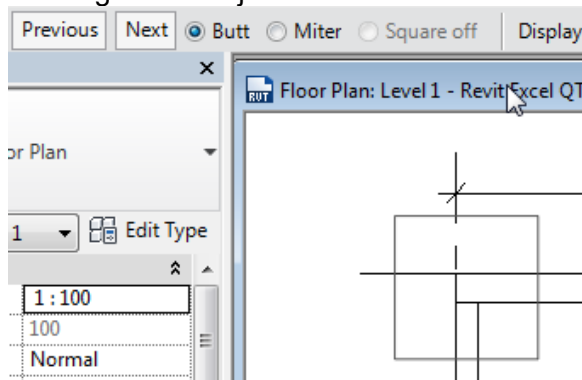 Previous Next Butt Miter Square off Display
RVT Floor Plan: Level 1 - Revit Excel QT
or Plan
1 Edit Type
1 : 100
100
Normal